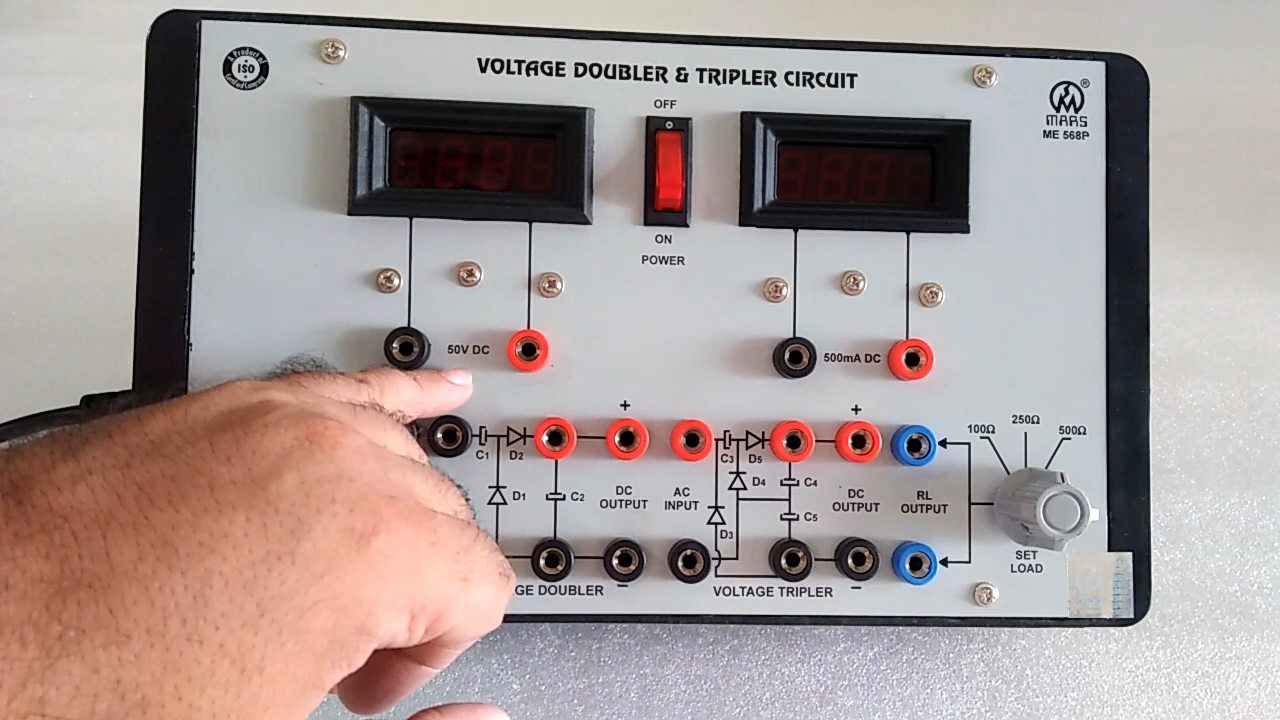 A Product of
ISO
VOLTAGE DOUBLER & TRIPLER CIRCUIT
MARS
®
ME 568P
OFF
ON
POWER
50V DC
500mA DC
+
+
100Ω
250Ω
500Ω
C1
D2
C3
D5
D4
C4
D1
C2
DC
OUTPUT
AC
INPUT
DC
OUTPUT
RL
OUTPUT
C5
D3
SET
LOAD
GE DOUBLER
−
VOLTAGE TRIPLER
−